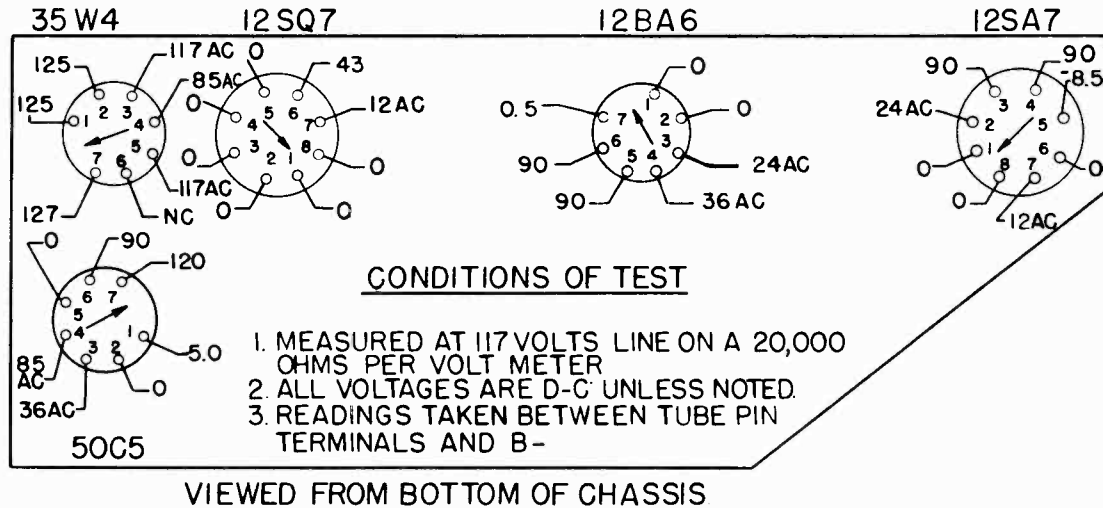 35W4 12SQ7 12BA6 12SA7
125 117AC 85AC 125 117AC NC 127
1 2 3 4 5 6 7
0 43 12AC 0 0 0 0 0
1 2 3 4 5 6 7 8
0 0 24AC 36AC 90 90 0.5
1 2 3 4 5 6 7
90 90 -8.5 0 12AC 0 0 24AC
1 2 3 4 5 6 7 8
0 90 120 5.0 0 36AC 85 AC
1 2 3 4 5 6 7
50C5
CONDITIONS OF TEST
1. MEASURED AT 117 VOLTS LINE ON A 20,000
OHMS PER VOLT METER
2. ALL VOLTAGES ARE D-C UNLESS NOTED.
3. READINGS TAKEN BETWEEN TUBE PIN
TERMINALS AND B-
VIEWED FROM BOTTOM OF CHASSIS